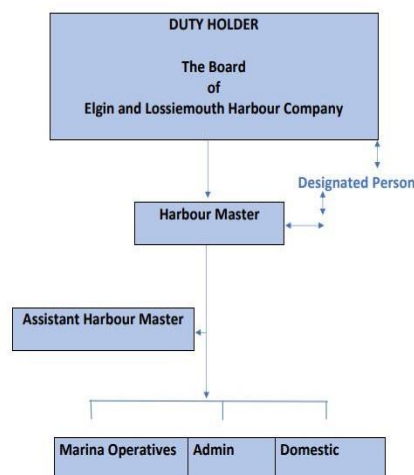 DUTY HOLDER
The Board
of
Elgin and Lossiemouth Harbour Company
Designated Person
Harbour Master
Assistant Harbour Master
Marina Operatives Admin Domestic